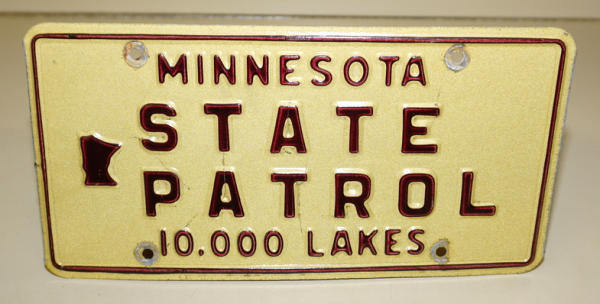 MINNESOTA
STATE
PATROL
10,000 LAKES